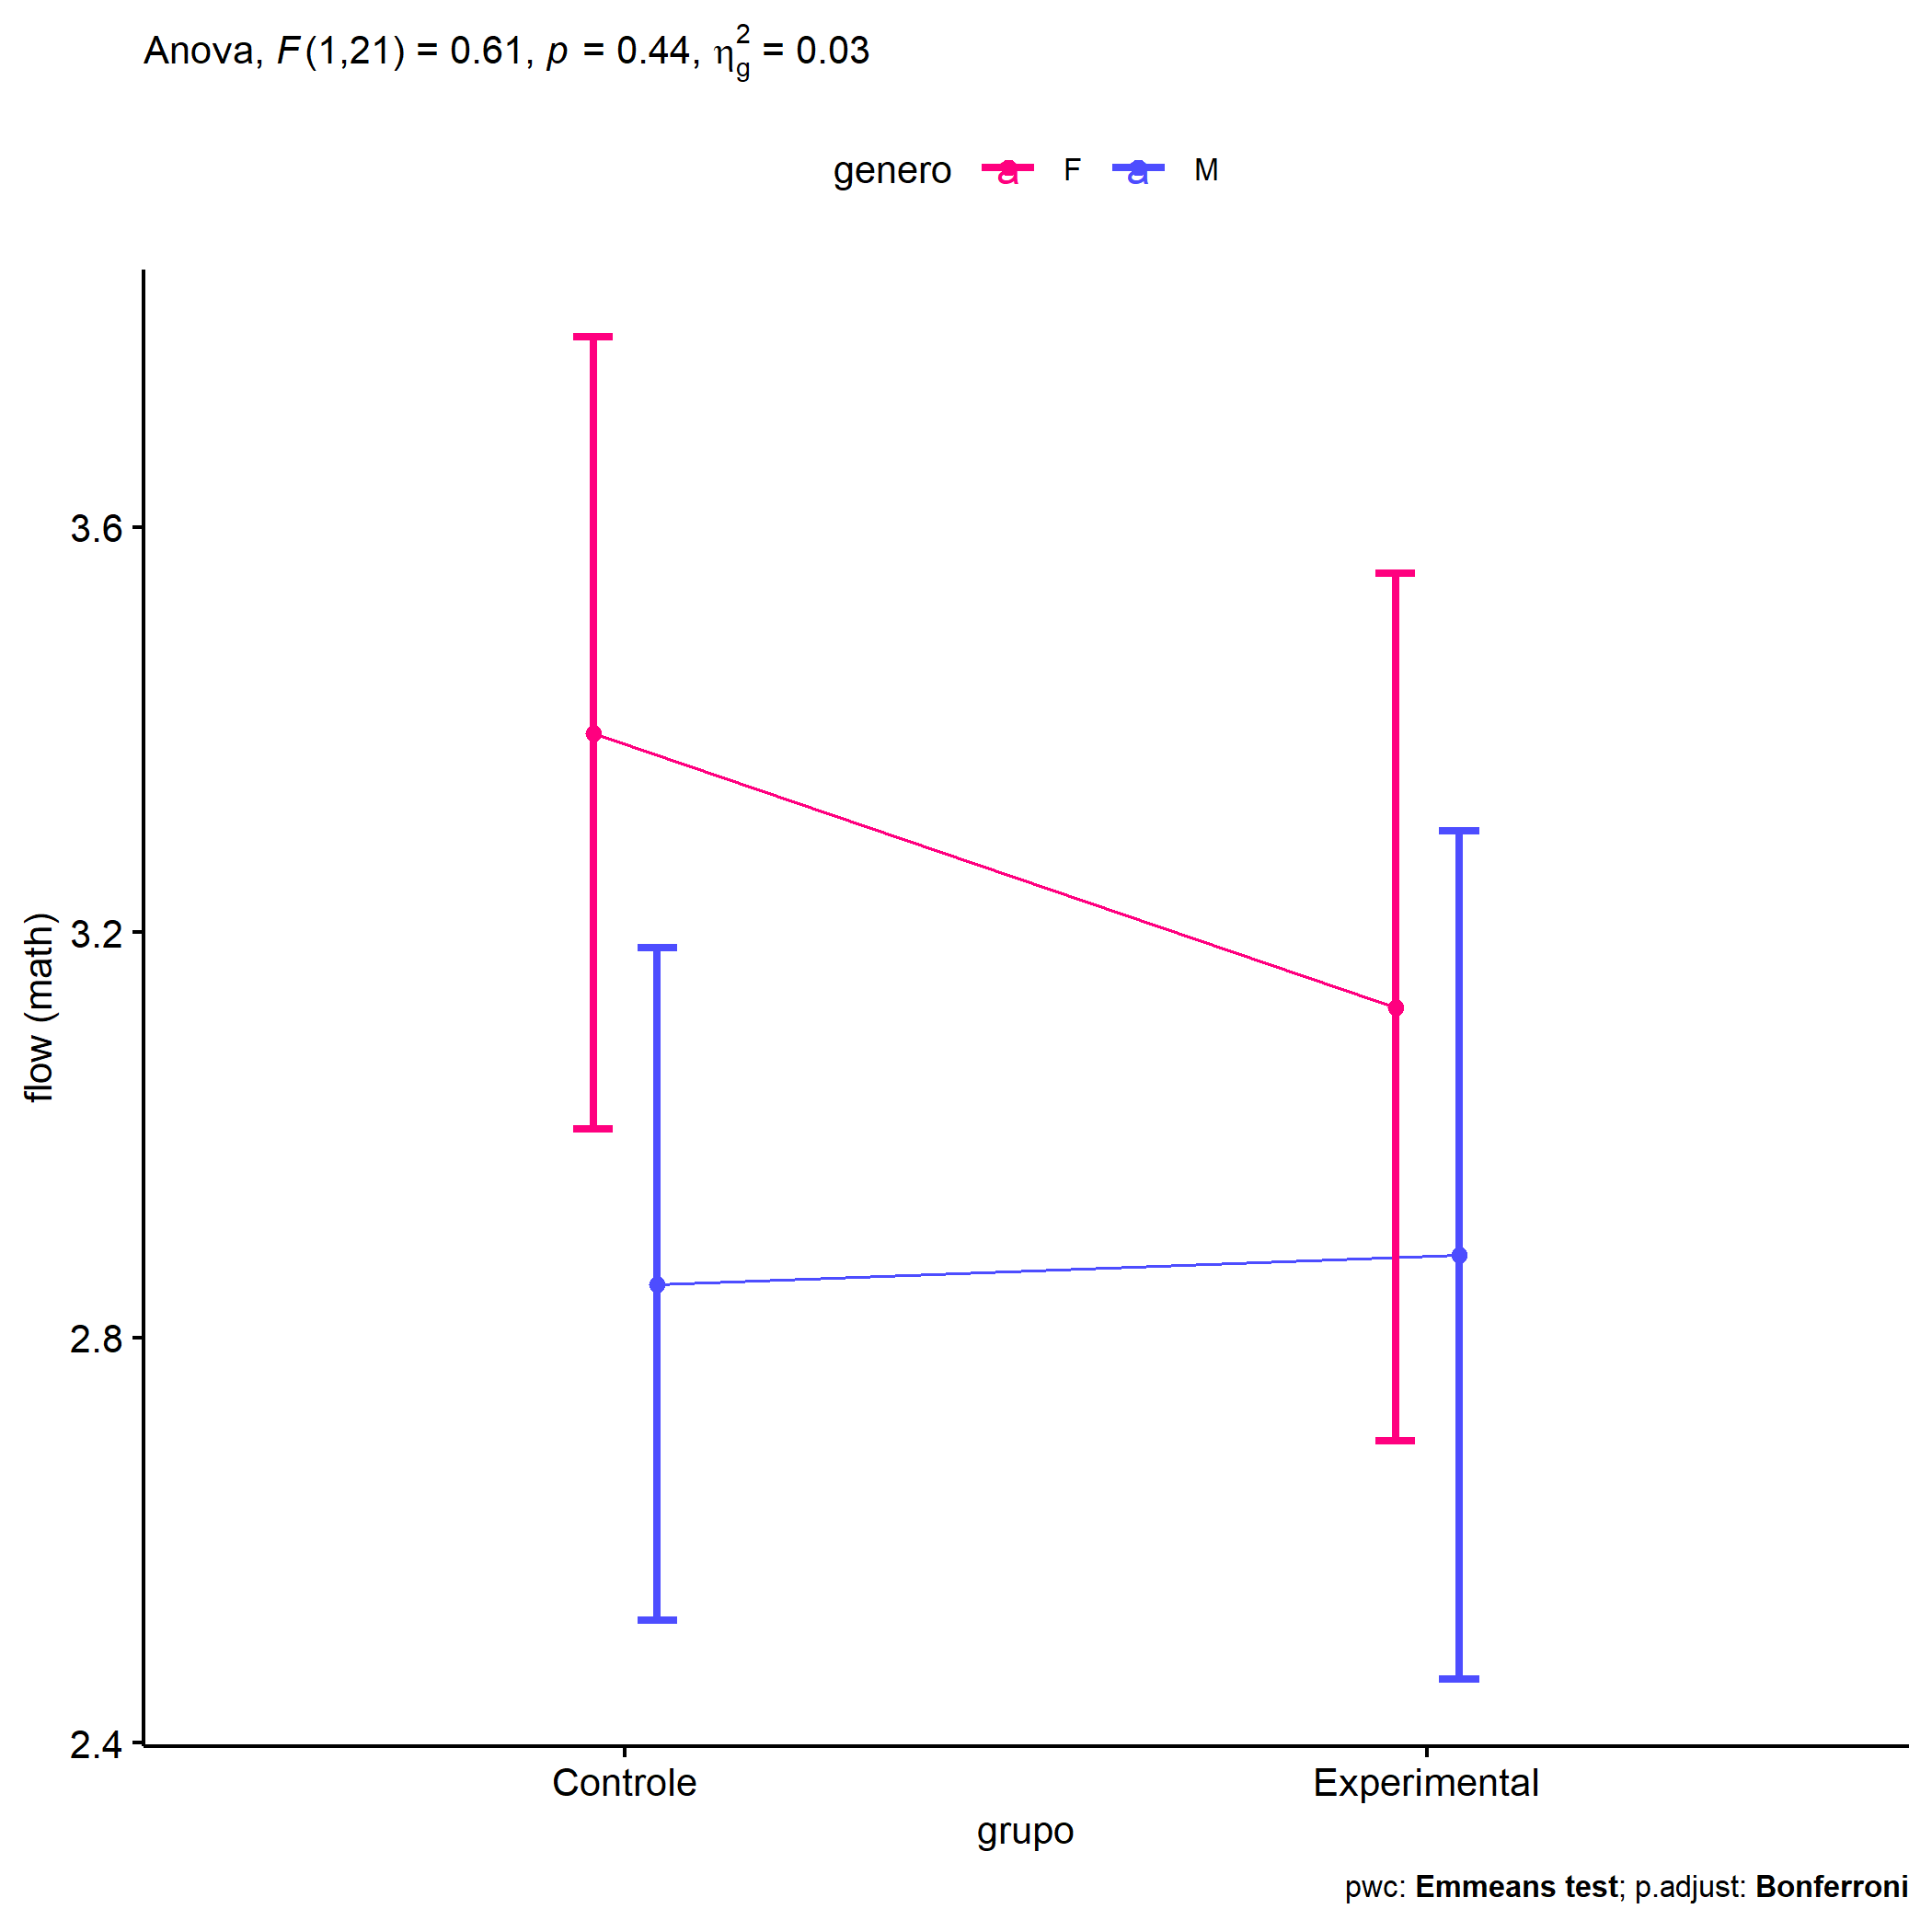 Anova, F(1,21) = 0.61, p = 0.44, η²g = 0.03
genero a F a M
3.6
3.2
2.8
2.4
flow (math)
Controle Experimental
grupo
pwc: Emmeans test; p.adjust: Bonferroni